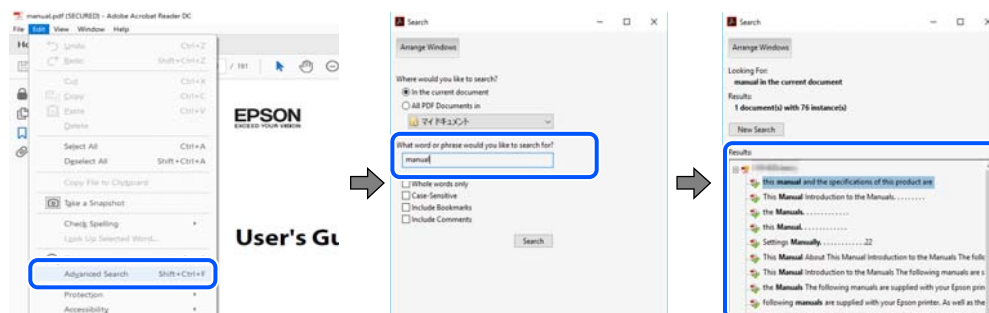 manual.pdf (SECURED) - Adobe Acrobat Reader DC
File Edit View Window Help
Undo Ctrl+Z
Redo Shift+Ctrl+Z
Cut Ctrl+X
Copy Ctrl+C
Paste Ctrl+V
Delete
Select All Ctrl+A
Deselect All Shift+Ctrl+A
Copy File to Clipboard
Take a Snapshot
Check Spelling
Look Up Selected Word...
Advanced Search Shift+Ctrl+F
Protection
Accessibility
/ 191
EPSON
EXCEED YOUR VISION
User's Gu
Search
Arrange Windows
Where would you like to search?
In the current document
All PDF Documents in
マイ ドキュメント
What word or phrase would you like to search for?
manual
Whole words only
Case-Sensitive
Include Bookmarks
Include Comments
Search
Search
Arrange Windows
Looking For:
manual in the current document
Results:
1 document(s) with 76 instance(s)
New Search
Results:
this manual and the specifications of this product are
This Manual Introduction to the Manuals.........
the Manuals.............
this Manual.............
Settings Manually.............22
This Manual About This Manual Introduction to the Manuals The follo
This Manual Introduction to the Manuals The following manuals are s
the Manuals The following manuals are supplied with your Epson prin
following manuals are supplied with your Epson printer. As well as the